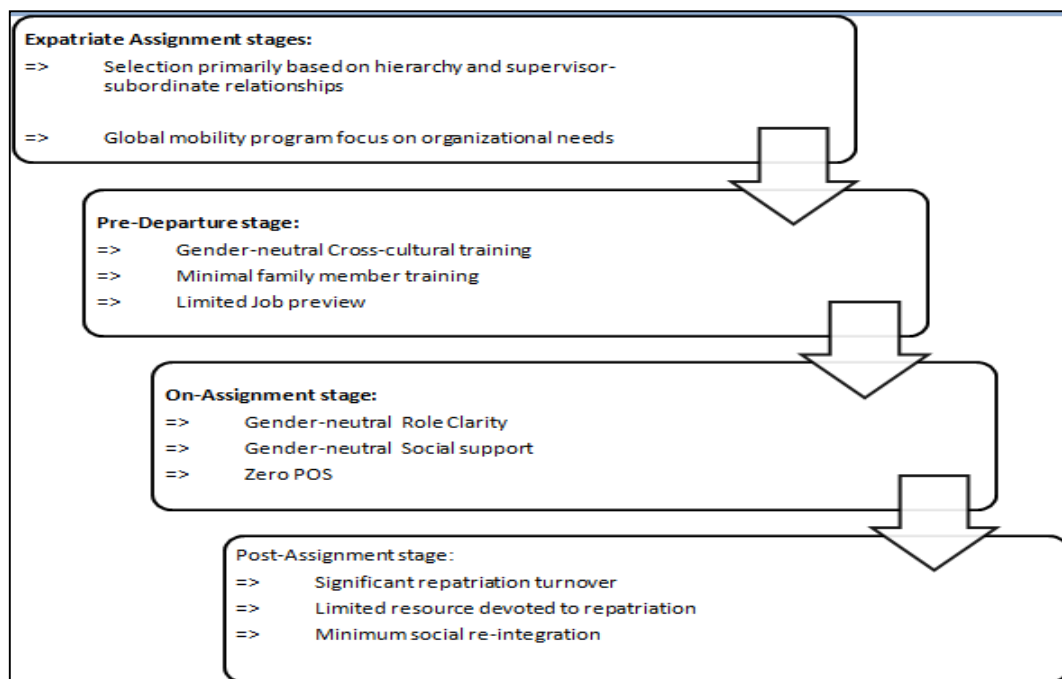 Expatriate Assignment stages:
=> Selection primarily based on hierarchy and supervisor-
subordinate relationships
=> Global mobility program focus on organizational needs
Pre-Departure stage:
=> Gender-neutral Cross-cultural training
=> Minimal family member training
=> Limited Job preview
On-Assignment stage:
=> Gender-neutral Role Clarity
=> Gender-neutral Social support
=> Zero POS
Post-Assignment stage:
=> Significant repatriation turnover
=> Limited resource devoted to repatriation
=> Minimum social re-integration